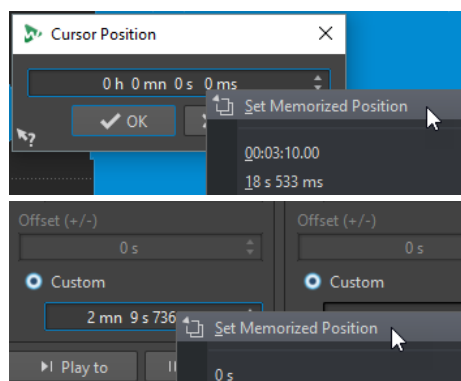 Cursor Position
0 h 0 mn 0 s 0 ms
Set Memorized Position
OK
00:03:10.00
18 s 533 ms
Offset (+/-)
Offset (+/-)
0 s
0 s
Custom
Custom
2 mn 9 s 736
Set Memorized Position
Play to
0 s